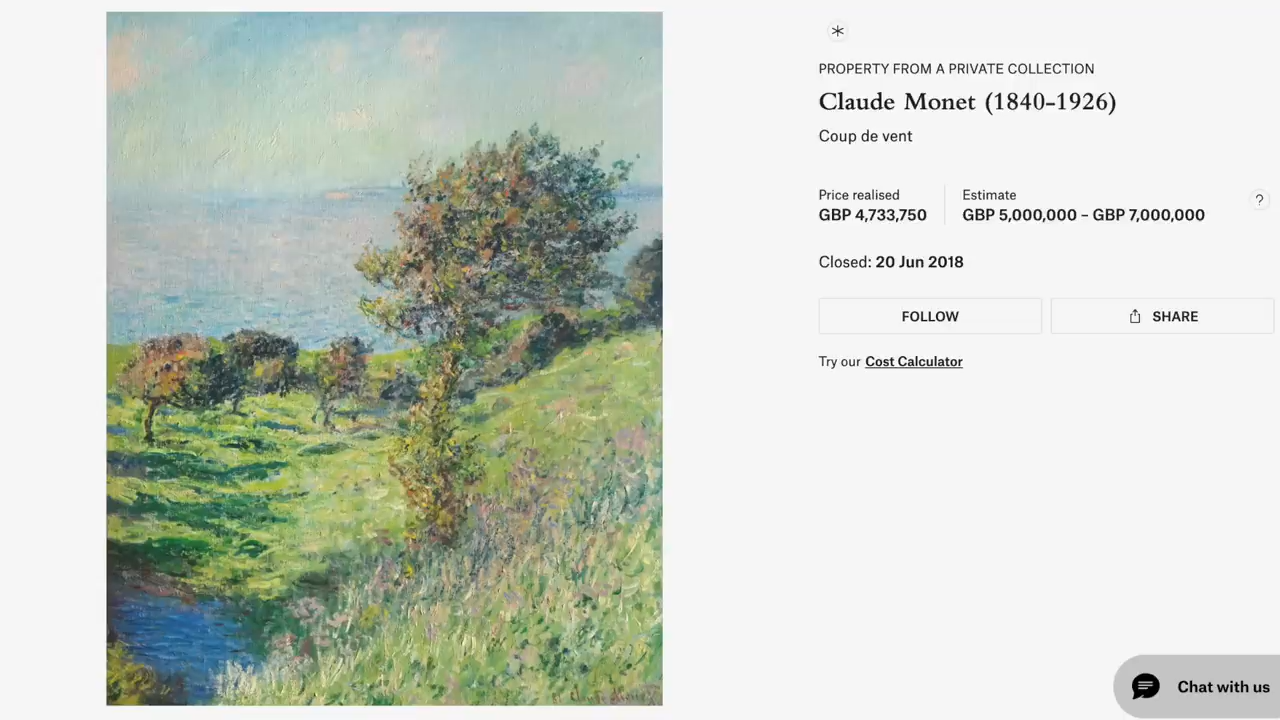 PROPERTY FROM A PRIVATE COLLECTION
Claude Monet (1840-1926)
Coup de vent
Price realised
GBP 4,733,750
Estimate
GBP 5,000,000 - GBP 7,000,000
?
Closed: 20 Jun 2018
FOLLOW
SHARE
Try our Cost Calculator
Claude Monet
Chat with us